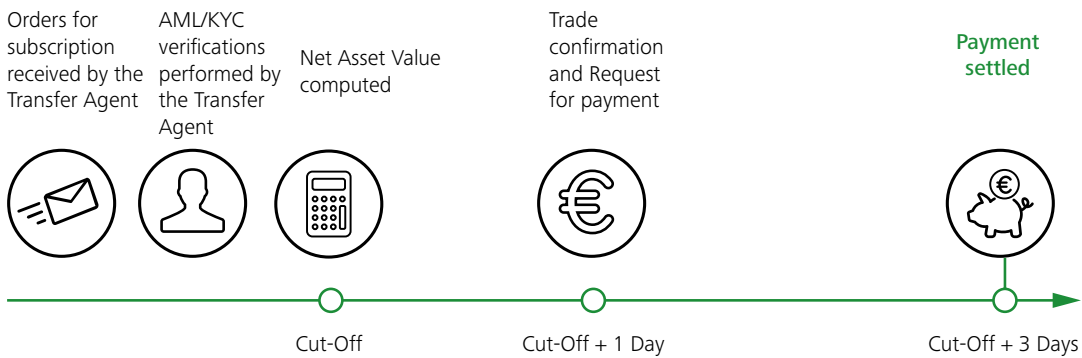 Orders for
subscription
received by the
Transfer Agent
AML/KYC
verifications
performed by
the Transfer
Agent
Net Asset Value
computed
Trade
confirmation
and Request
for payment
Payment
settled
€
€
Cut-Off
Cut-Off + 1 Day
Cut-Off + 3 Days